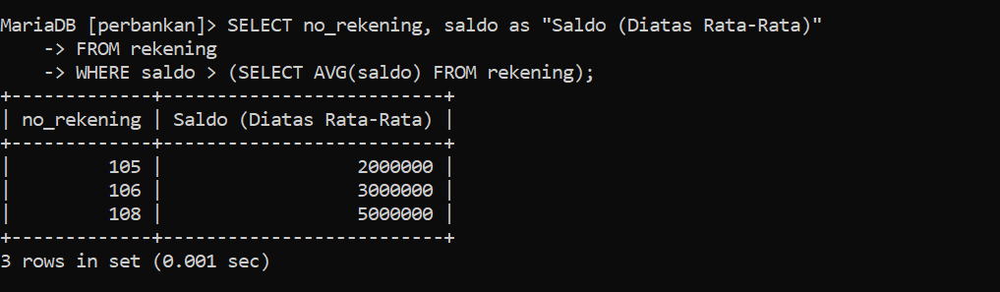 MariaDB [perbankan]> SELECT no_rekening, saldo as "Saldo (Diatas Rata-Rata)"
    -> FROM rekening
    -> WHERE saldo > (SELECT AVG(saldo) FROM rekening);
+-------------+--------------------------+
| no_rekening | Saldo (Diatas Rata-Rata) |
+-------------+--------------------------+
|         105 |                  2000000 |
|         106 |                  3000000 |
|         108 |                  5000000 |
+-------------+--------------------------+
3 rows in set (0.001 sec)